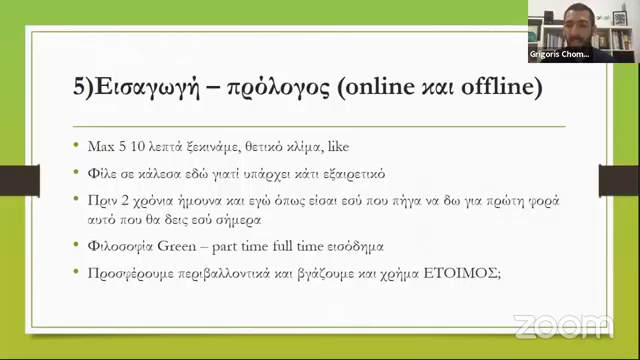 Grigoris Chom...
5)Εισαγωγή – πρόλογος (online και offline)
• Max 5 10 λεπτά ξεκινάμε, θετικό κλίμα, like
• Φίλε σε κάλεσα εδώ γιατί υπάρχει κάτι εξαιρετικό
• Πριν 2 χρόνια ήμουνα και εγώ όπως είσαι εσύ που πήγα να δω για πρώτη φορά
αυτό που θα δεις εσύ σήμερα
• Φιλοσοφία Green – part time full time εισόδημα
• Προσφέρουμε περιβαλλοντικά και βγάζουμε και χρήμα ΕΤΟΙΜΟΣ;
zoom